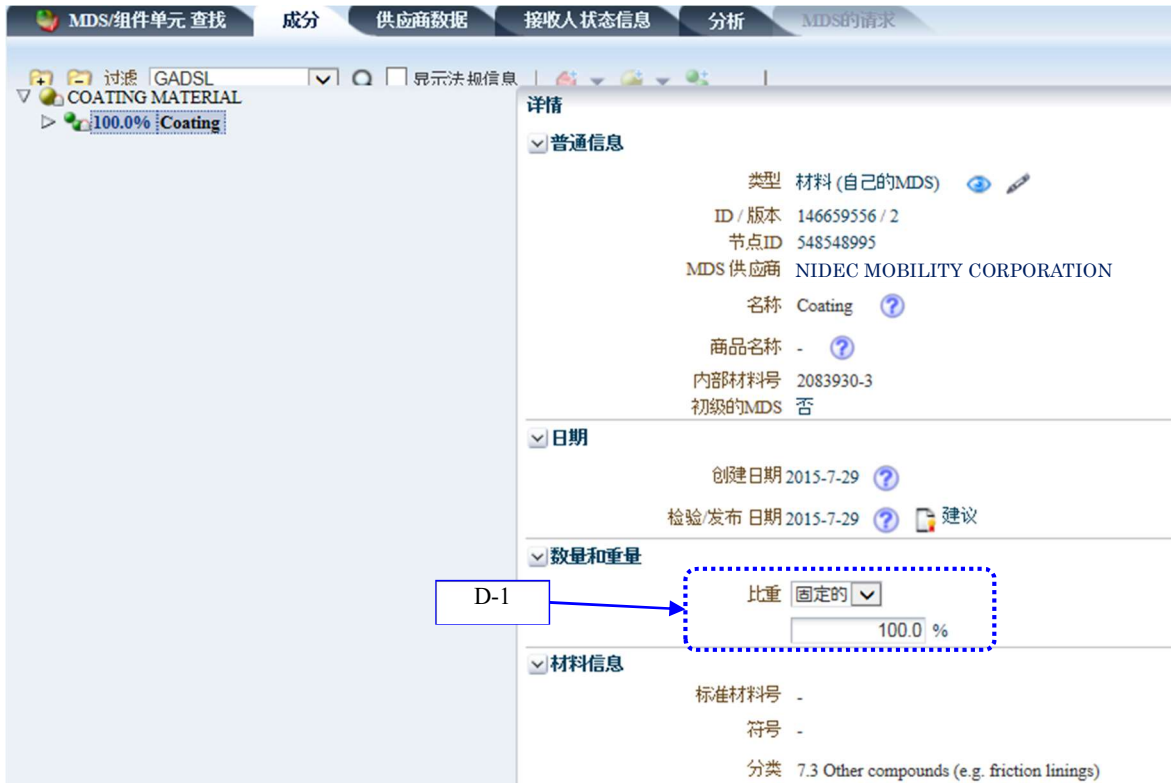 MDS/组件单元 查找 成分 供应商数据 接收人状态信息 分析 MDS的请求
过滤 GADSL 显示法规信息
COATING MATERIAL
100.0% Coating
详情
普通信息
类型 材料 (自己的MDS)
ID / 版本 146659556 / 2
节点ID 548548995
MDS 供应商 NIDEC MOBILITY CORPORATION
名称 Coating
商品名称 -
内部材料号 2083930-3
初级的MDS 否
日期
创建日期 2015-7-29
检验/发布 日期 2015-7-29 建议
数量和重量
D-1
比重 固定的
100.0 %
材料信息
标准材料号 -
符号 -
分类 7.3 Other compounds (e.g. friction linings)